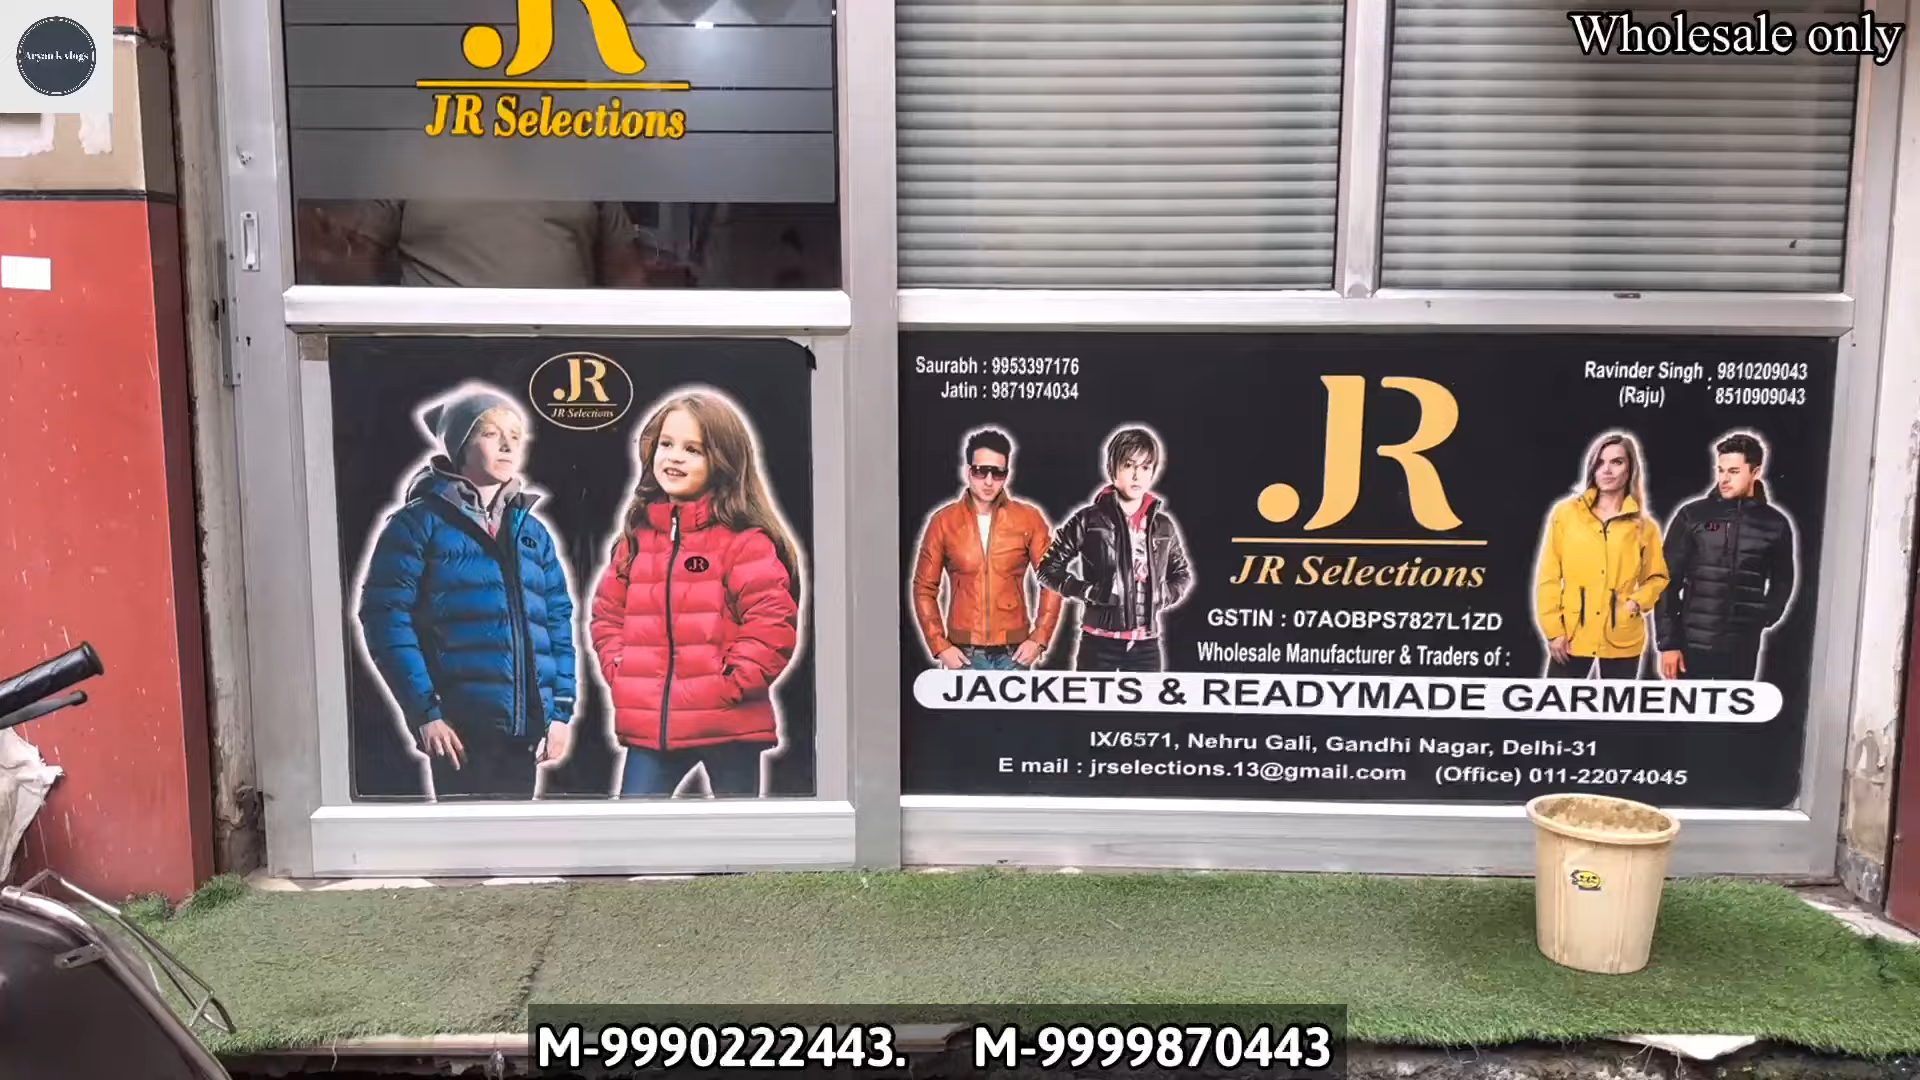 Aryan k vlogs
Wholesale only
JR
JR Selections
JR
JR Selections
JR
JR
Saurabh : 9953397176
Jatin : 9871974034
Ravinder Singh : 9810209043
(Raju) 8510909043
JR
JR Selections
GSTIN : 07AOBPS7827L1ZD
Wholesale Manufacturer & Traders of :
JACKETS & READYMADE GARMENTS
IX/6571, Nehru Gali, Gandhi Nagar, Delhi-31
E mail : jrselections.13@gmail.com (Office) 011-22074045
M-9990222443. M-9999870443